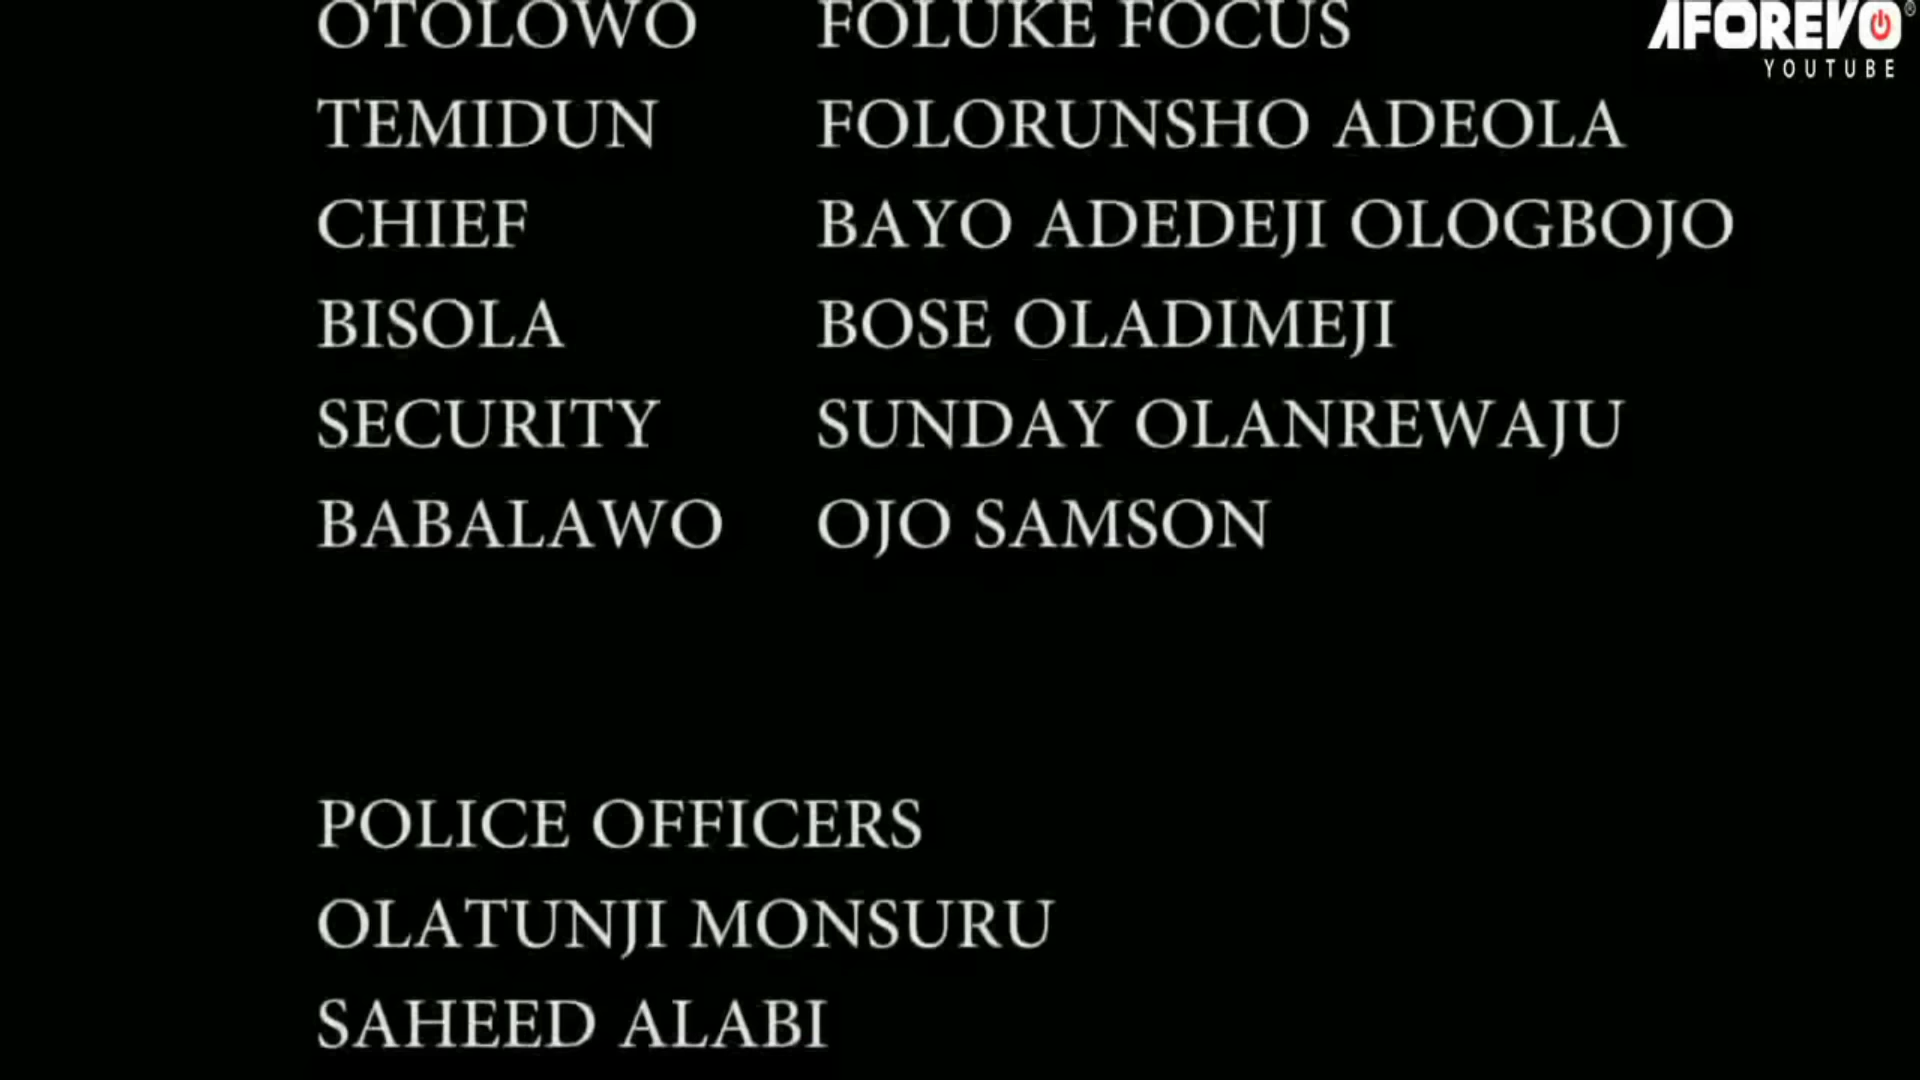 OTOLOWO FOLUKE FOCUS
TEMIDUN FOLORUNSHO ADEOLA
CHIEF BAYO ADEDEJI OLOGBOJO
BISOLA BOSE OLADIMEJI
SECURITY SUNDAY OLANREWAJU
BABALAWO OJO SAMSON
POLICE OFFICERS
OLATUNJI MONSURU
SAHEED ALABI
AFOREVO®
YOUTUBE